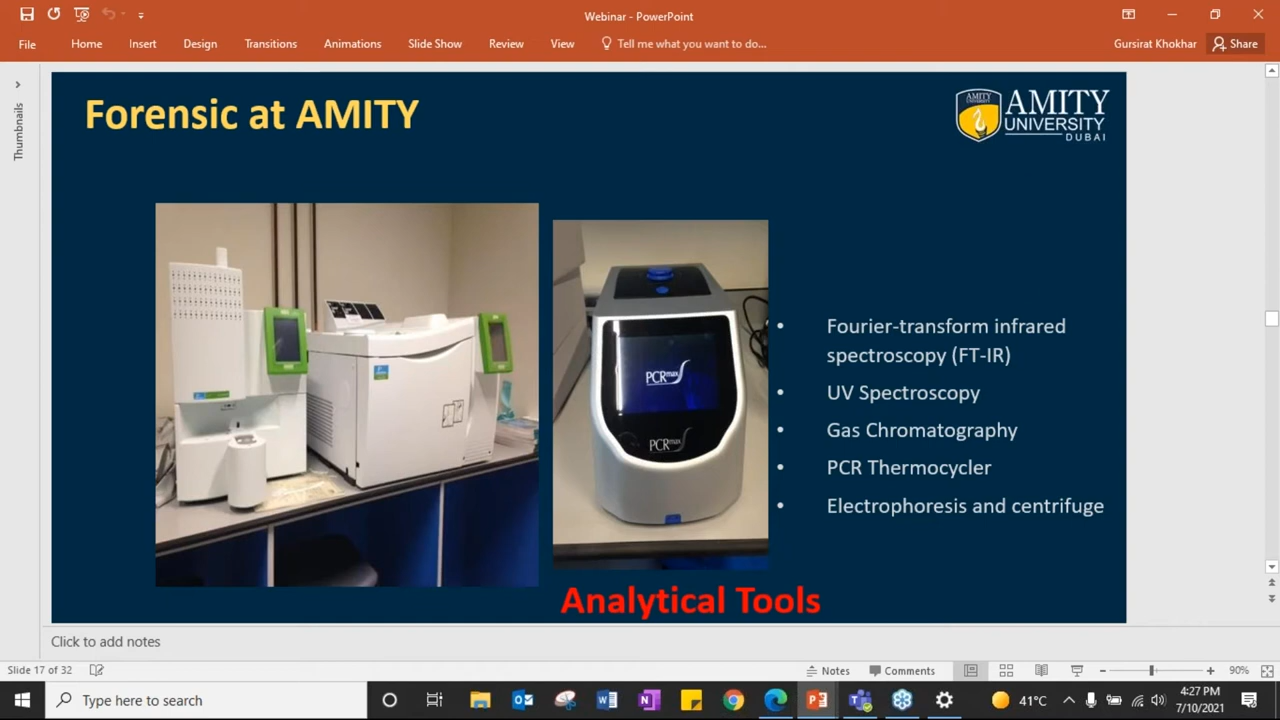 Webinar - PowerPoint
File
Home
Insert
Design
Transitions
Animations
Slide Show
Review
View
Tell me what you want to do...
Gursirat Khokhar
Share
Thumbnails
Forensic at AMITY
AMITY
UNIVERSITY
DUBAI
PCRmax
PCRmax
• Fourier-transform infrared
spectroscopy (FT-IR)
• UV Spectroscopy
• Gas Chromatography
• PCR Thermocycler
• Electrophoresis and centrifuge
Analytical Tools
Click to add notes
Slide 17 of 32
Notes
Comments
90%
Type here to search
41°C
4:27 PM
7/10/2021